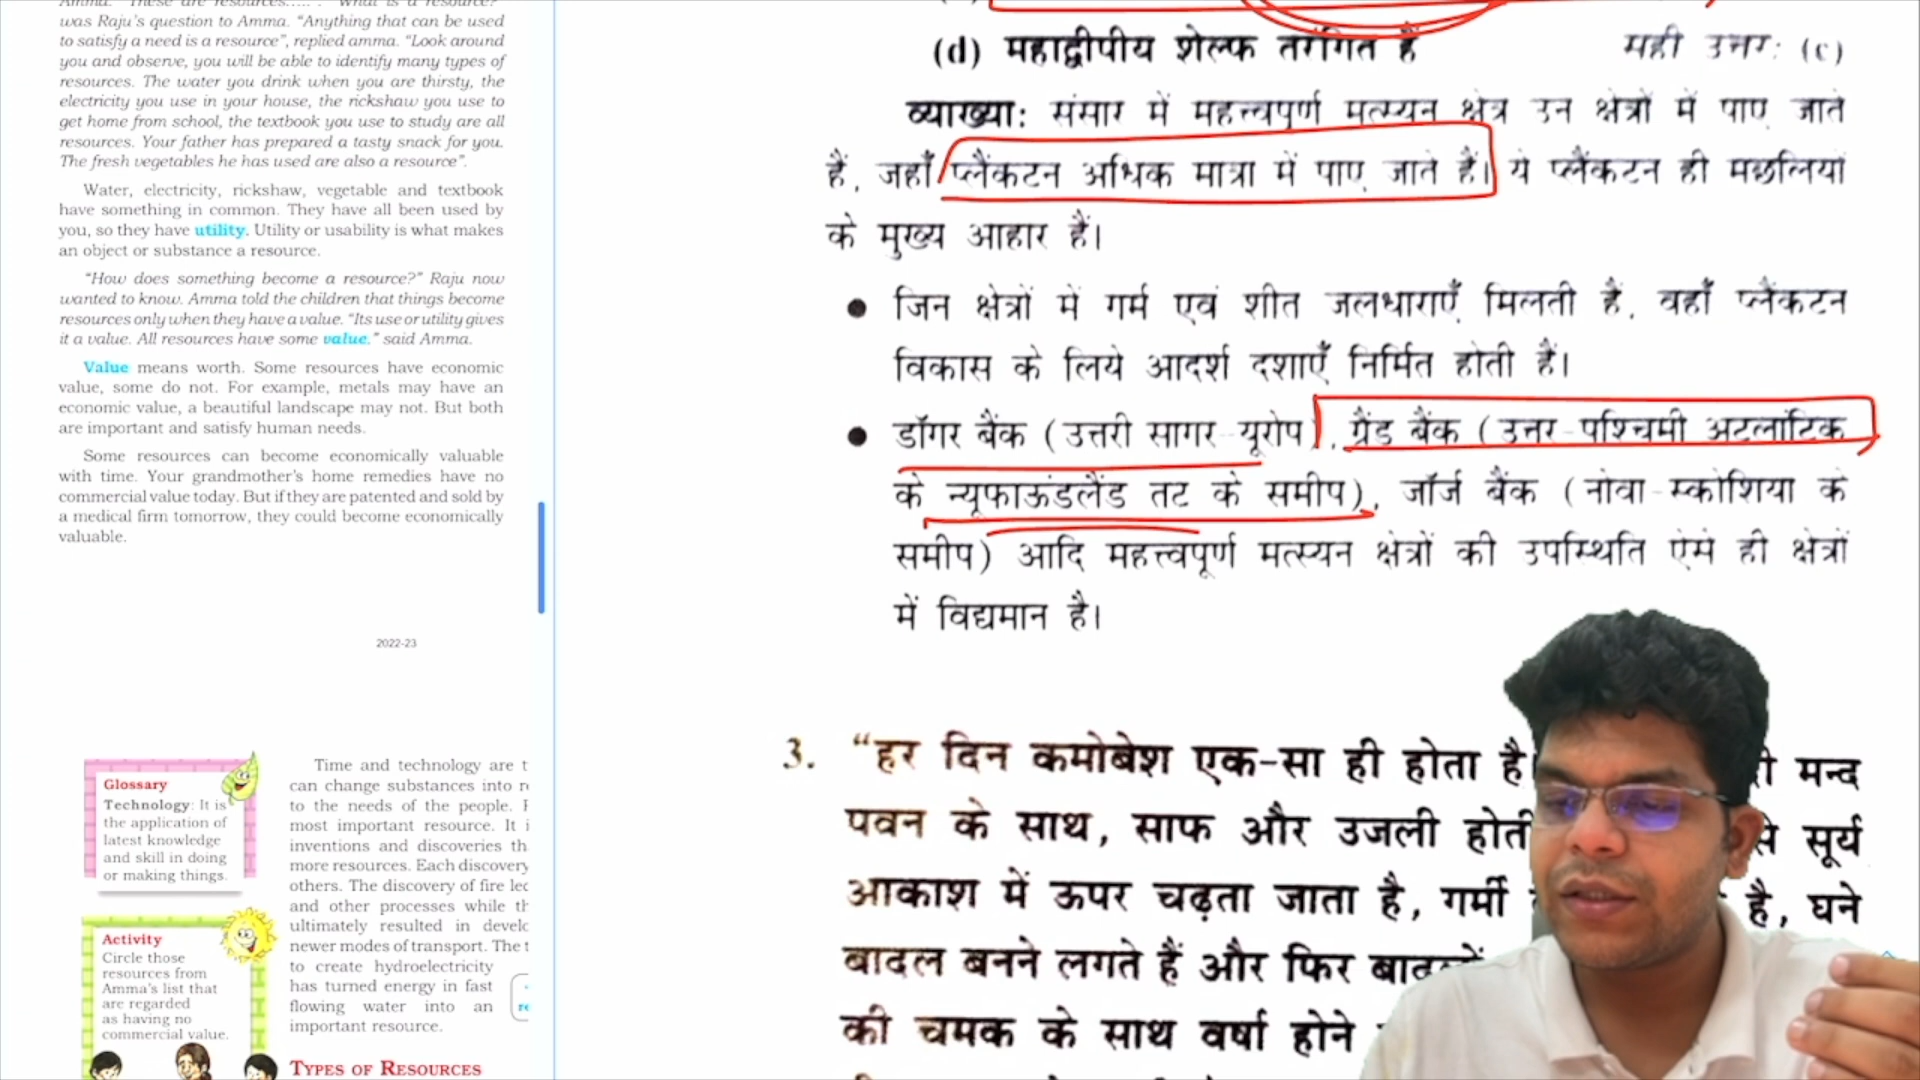 was Raju's question to Amma. “Anything that can be used
to satisfy a need is a resource”, replied amma. “Look around
you and observe, you will be able to identify many types of
resources. The water you drink when you are thirsty, the
electricity you use in your house, the rickshaw you use to
get home from school, the textbook you use to study are all
resources. Your father has prepared a tasty snack for you.
The fresh vegetables he has used are also a resource”.
Water, electricity, rickshaw, vegetable and textbook
have something in common. They have all been used by
you, so they have utility. Utility or usability is what makes
an object or substance a resource.
“How does something become a resource?” Raju now
wanted to know. Amma told the children that things become
resources only when they have a value. “Its use or utility gives
it a value. All resources have some value.” said Amma.
Value means worth. Some resources have economic
value, some do not. For example, metals may have an
economic value, a beautiful landscape may not. But both
are important and satisfy human needs.
Some resources can become economically valuable
with time. Your grandmother's home remedies have no
commercial value today. But if they are patented and sold by
a medical firm tomorrow, they could become economically
valuable.
2022-23
Glossary
Technology: It is
the application of
latest knowledge
and skill in doing
or making things.
Activity
Circle those
resources from
Amma's list that
are regarded
as having no
commercial value.
Time and technology are
can change substances into
to the needs of the people.
most important resource. It
inventions and discoveries
more resources. Each discovery
others. The discovery of fire
and other processes while
ultimately resulted in
newer modes of transport. The
to create hydroelectricity
has turned energy in fast
flowing water into an
important resource.
TYPES OF RESOURCES
(d) महाद्वीपीय शेल्फ तरंगित हैं सही उत्तर: (c)
व्याख्या: संसार में महत्त्वपूर्ण मत्स्यन क्षेत्र उन क्षेत्रों में पाए जाते
हैं, जहाँ प्लैंकटन अधिक मात्रा में पाए जाते हैं। ये प्लैंकटन ही मछलियों
के मुख्य आहार हैं।
● जिन क्षेत्रों में गर्म एवं शीत जलधाराएँ मिलती हैं, वहाँ प्लैंकटन
विकास के लिये आदर्श दशाएँ निर्मित होती हैं।
● डॉगर बैंक (उत्तरी सागर-यूरोप), ग्रैंड बैंक (उत्तर-पश्चिमी अटलांटिक
के न्यूफाऊंडलैंड तट के समीप), जॉर्ज बैंक (नोवा-स्कोशिया के
समीप) आदि महत्त्वपूर्ण मत्स्यन क्षेत्रों की उपस्थिति ऐसे ही क्षेत्रों
में विद्यमान है।
3. “हर दिन कमोबेश एक-सा ही होता है मन्द
पवन के साथ, साफ और उजली होती सूर्य
आकाश में ऊपर चढ़ता जाता है, गर्मी है, घने
बादल बनने लगते हैं और फिर
की चमक के साथ वर्षा होने